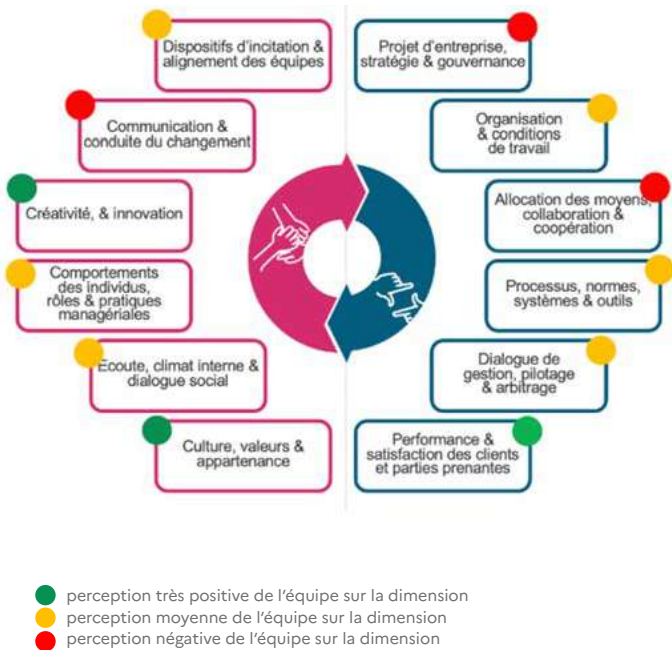 Dispositifs d'incitation &
alignement des équipes
Communication &
conduite du changement
Créativité, & innovation
Comportements
des individus,
rôles & pratiques
managériales
Ecoute, climat interne &
dialogue social
Culture, valeurs &
appartenance
Projet d'entreprise,
stratégie & gouvernance
Organisation
& conditions
de travail
Allocation des moyens,
collaboration &
coopération
Processus, normes,
systèmes & outils
Dialogue de
gestion, pilotage
& arbitrage
Performance &
satisfaction des clients
et parties prenantes
perception très positive de l'équipe sur la dimension
perception moyenne de l'équipe sur la dimension
perception négative de l'équipe sur la dimension